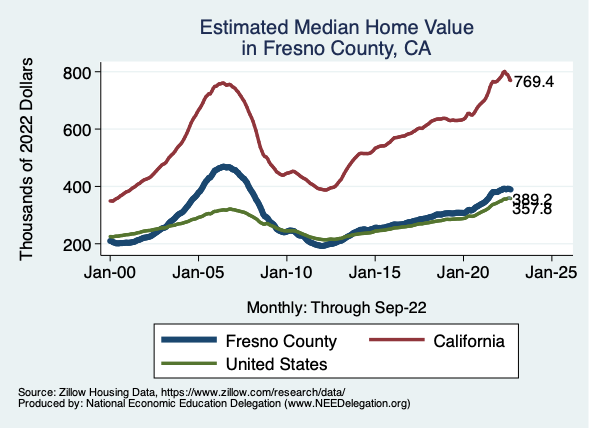 Estimated Median Home Value
in Fresno County, CA
Thousands of 2022 Dollars
800
600
400
200
769.4
389.2
357.8
Jan-00 Jan-05 Jan-10 Jan-15 Jan-20 Jan-25
Monthly: Through Sep-22
Fresno County California
United States
Source: Zillow Housing Data, https://www.zillow.com/research/data/
Produced by: National Economic Education Delegation (www.NEEDelegation.org)